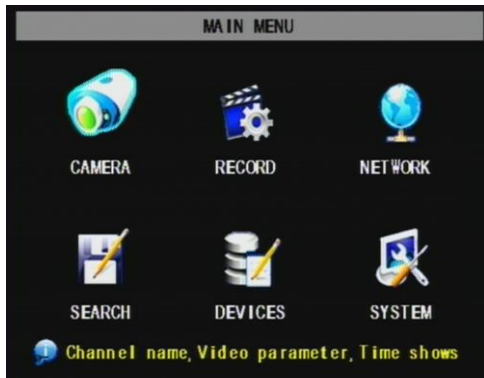 MAIN MENU
CAMERA RECORD NETWORK
SEARCH DEVICES SYSTEM
Channel name, Video parameter, Time shows